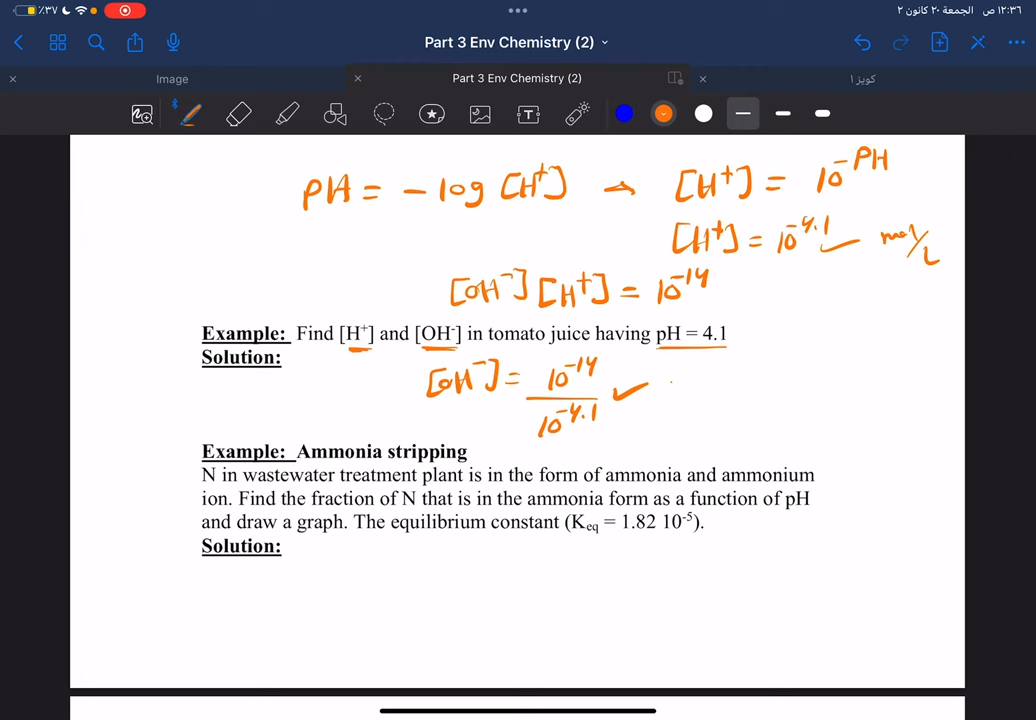 ٪٣٧ ١٢:٣٦ ص الجمعة ٢٠ كانون ٢
Part 3 Env Chemistry (2)
Image Part 3 Env Chemistry (2) كويز ١
PH = - log [H⁺] → [H⁺] = 10^-PH
[H⁺] = 10^-4.1 mol/L
[OH⁻] [H⁺] = 10^-14
Example: Find [H⁺] and [OH⁻] in tomato juice having pH = 4.1
Solution:
[OH⁻] = 10^-14 / 10^-4.1
Example: Ammonia stripping
N in wastewater treatment plant is in the form of ammonia and ammonium
ion. Find the fraction of N that is in the ammonia form as a function of pH
and draw a graph. The equilibrium constant (Keq = 1.82 10⁻⁵).
Solution: